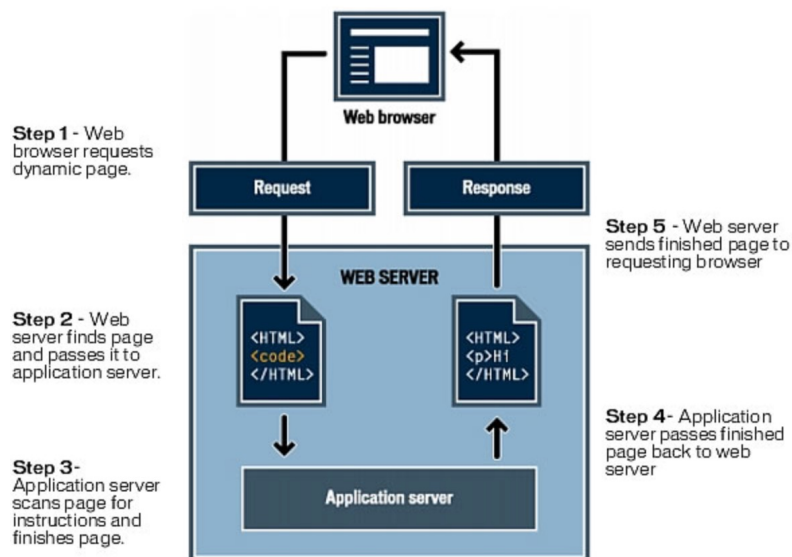 Web browser
Step 1 - Web
browser requests
dynamic page.
Request
Response
Step 5 - Web server
sends finished page to
requesting browser
WEB SERVER
Step 2 - Web
server finds page
and passes it to
application server.
<HTML>
<code>
</HTML>
<HTML>
<p>Hi
</HTML>
Step 4- Application
server passes finished
page back to web
server
Step 3-
Application server
scans page for
instructions and
finishes page.
Application server